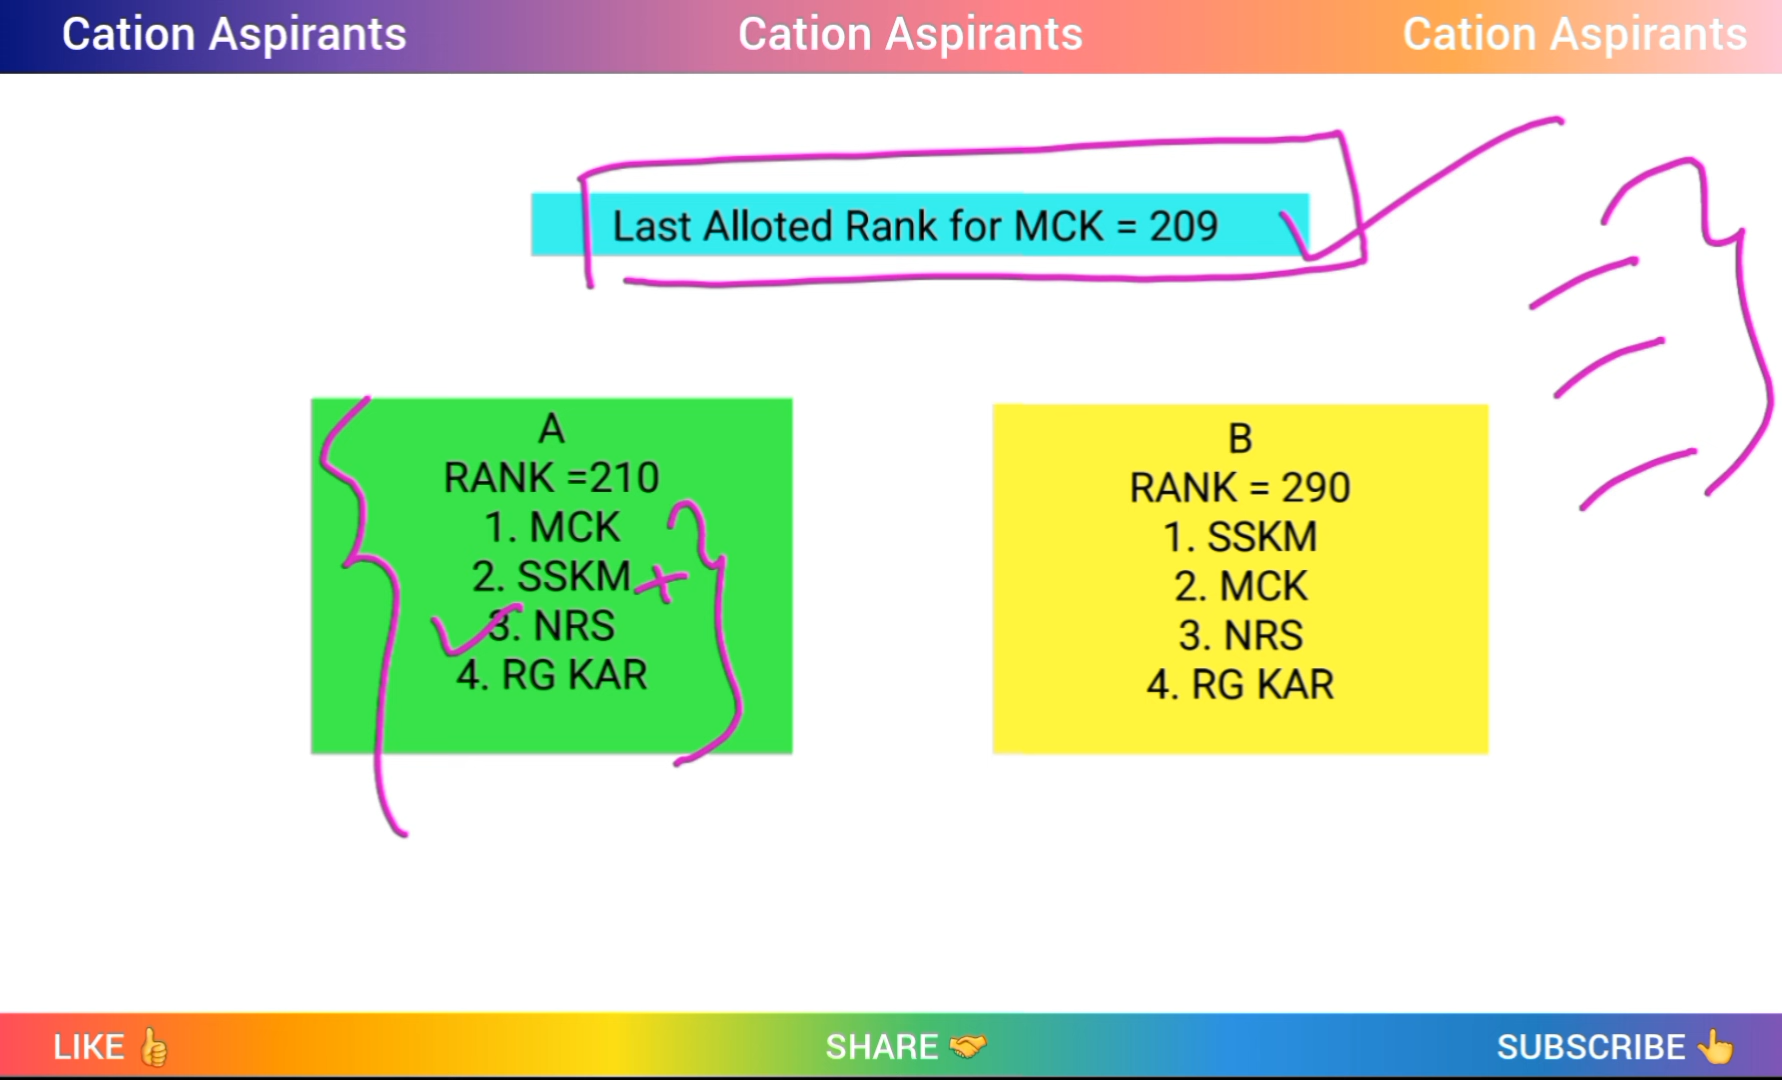 Cation Aspirants Cation Aspirants Cation Aspirants
Last Alloted Rank for MCK = 209
A
RANK =210
1. MCK
2. SSKM
3. NRS
4. RG KAR
B
RANK = 290
1. SSKM
2. MCK
3. NRS
4. RG KAR
LIKE 👍 SHARE 🤝 SUBSCRIBE 👆